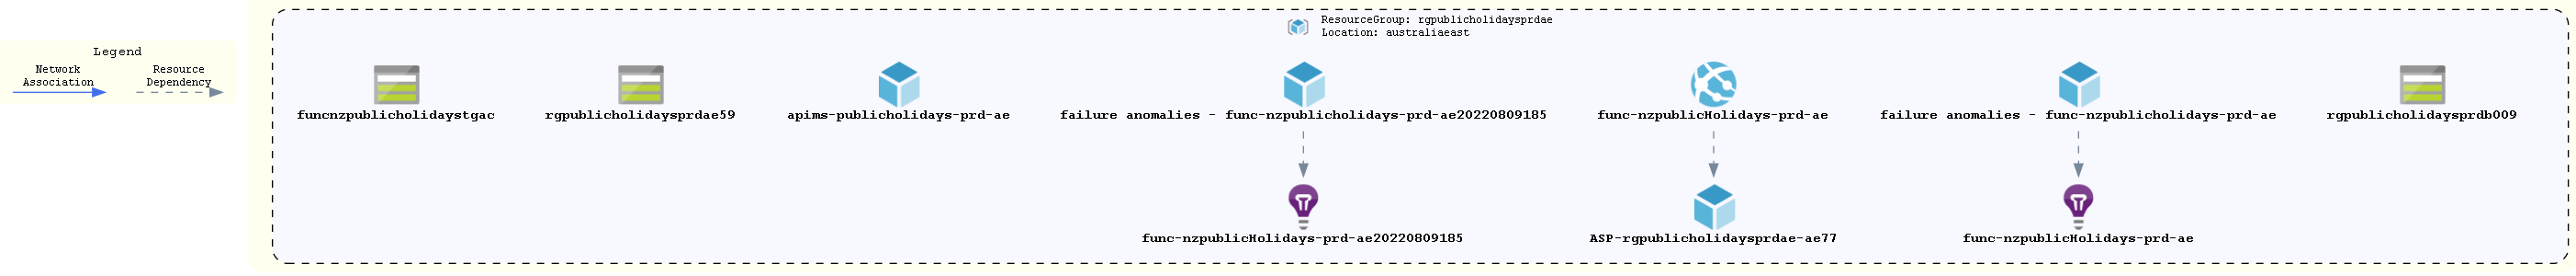 ResourceGroup: rgpublicholidaysprdae
Location: australiaeast
Legend
Network
Association
Resource
Dependency
funcnzpublicholidaystgac
rgpublicholidaysprdae59
apims-publicholidays-prd-ae
failure anomalies - func-nzpublicholidays-prd-ae20220809185
func-nzpublicHolidays-prd-ae
failure anomalies - func-nzpublicholidays-prd-ae
rgpublicholidaysprdb009
func-nzpublicHolidays-prd-ae20220809185
ASP-rgpublicholidaysprdae-ae77
func-nzpublicHolidays-prd-ae